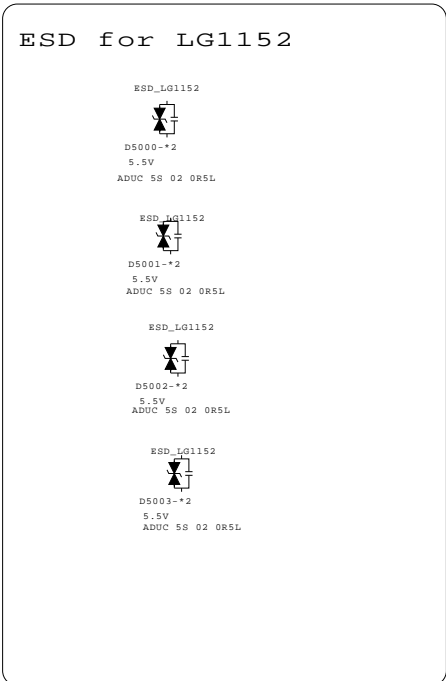 ESD for LG1152
ESD_LG1152
D5000-*2
5.5V
ADUC 5S 02 0R5L
ESD_LG1152
D5001-*2
5.5V
ADUC 5S 02 0R5L
ESD_LG1152
D5002-*2
5.5V
ADUC 5S 02 0R5L
ESD_LG1152
D5003-*2
5.5V
ADUC 5S 02 0R5L